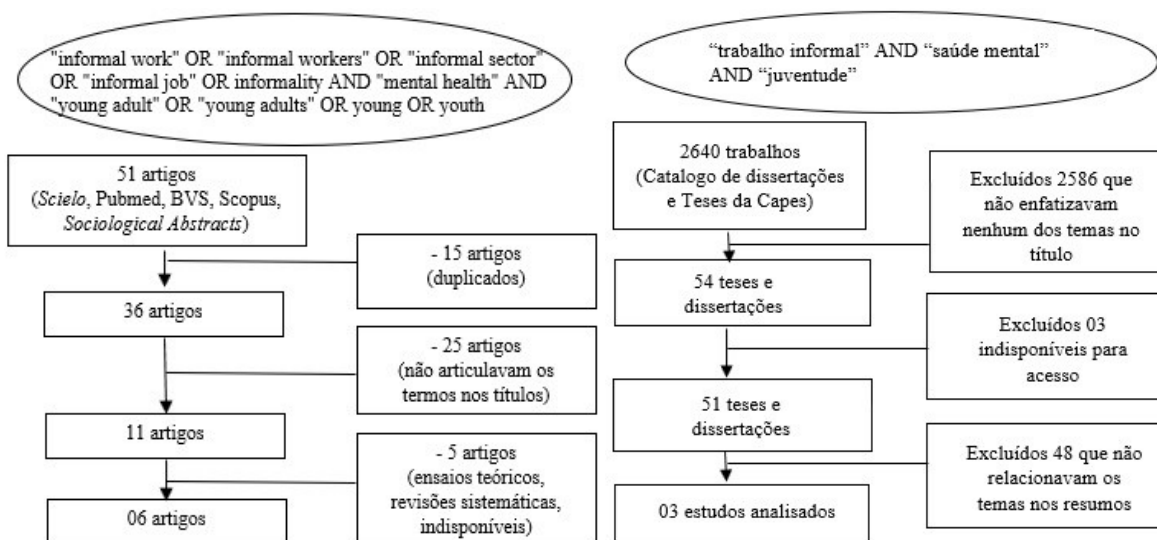 "informal work" OR "informal workers" OR "informal sector"
OR "informal job" OR informality AND "mental health" AND
"young adult" OR "young adults" OR young OR youth
51 artigos
(Scielo, Pubmed, BVS, Scopus,
Sociological Abstracts)
- 15 artigos
(duplicados)
36 artigos
- 25 artigos
(não articulavam os
termos nos títulos)
11 artigos
- 5 artigos
(ensaios teóricos,
revisões sistemáticas,
indisponíveis)
06 artigos
“trabalho informal” AND “saúde mental”
AND “juventude”
2640 trabalhos
(Catalogo de dissertações
e Teses da Capes)
Excluídos 2586 que
não enfatizavam
nenhum dos temas no
título
54 teses e
dissertações
Excluídos 03
indisponíveis para
acesso
51 teses e
dissertações
Excluídos 48 que não
relacionavam os
temas nos resumos
03 estudos analisados